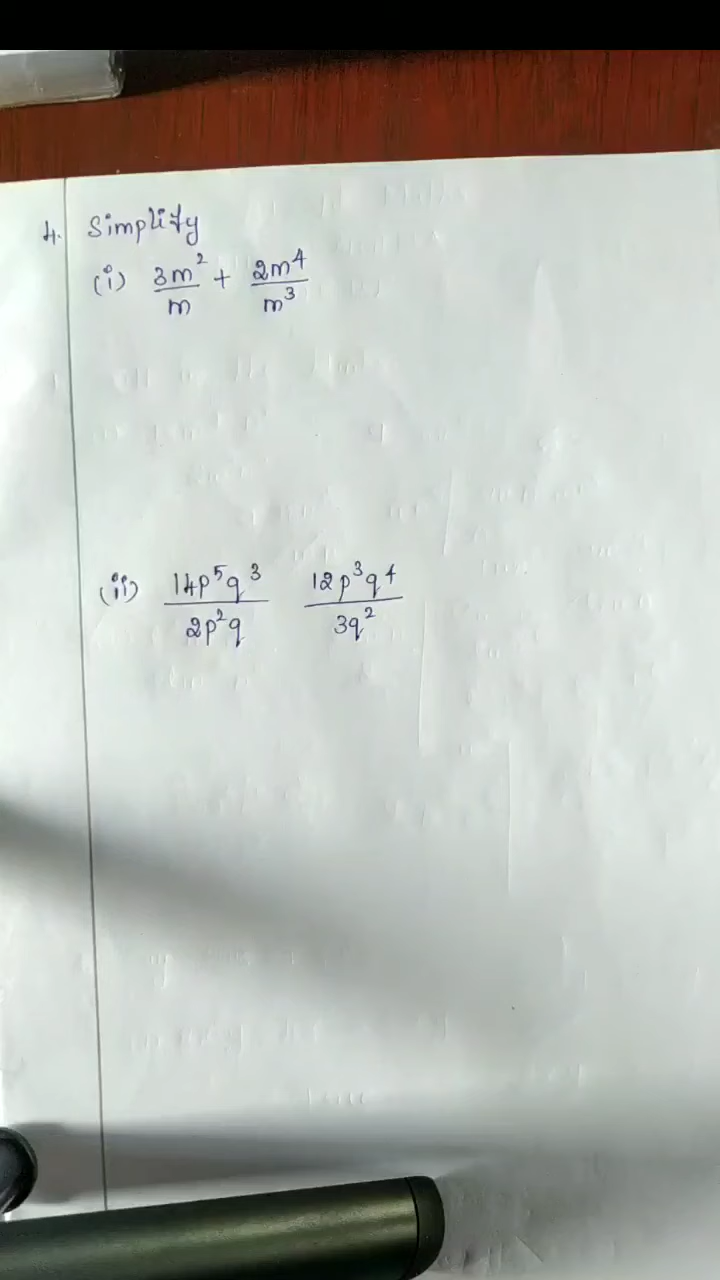 4. Simplify
(i) 3m²/m + 2m⁴/m³
(ii) 14p⁵q³/2p²q 12p³q⁴/3q²